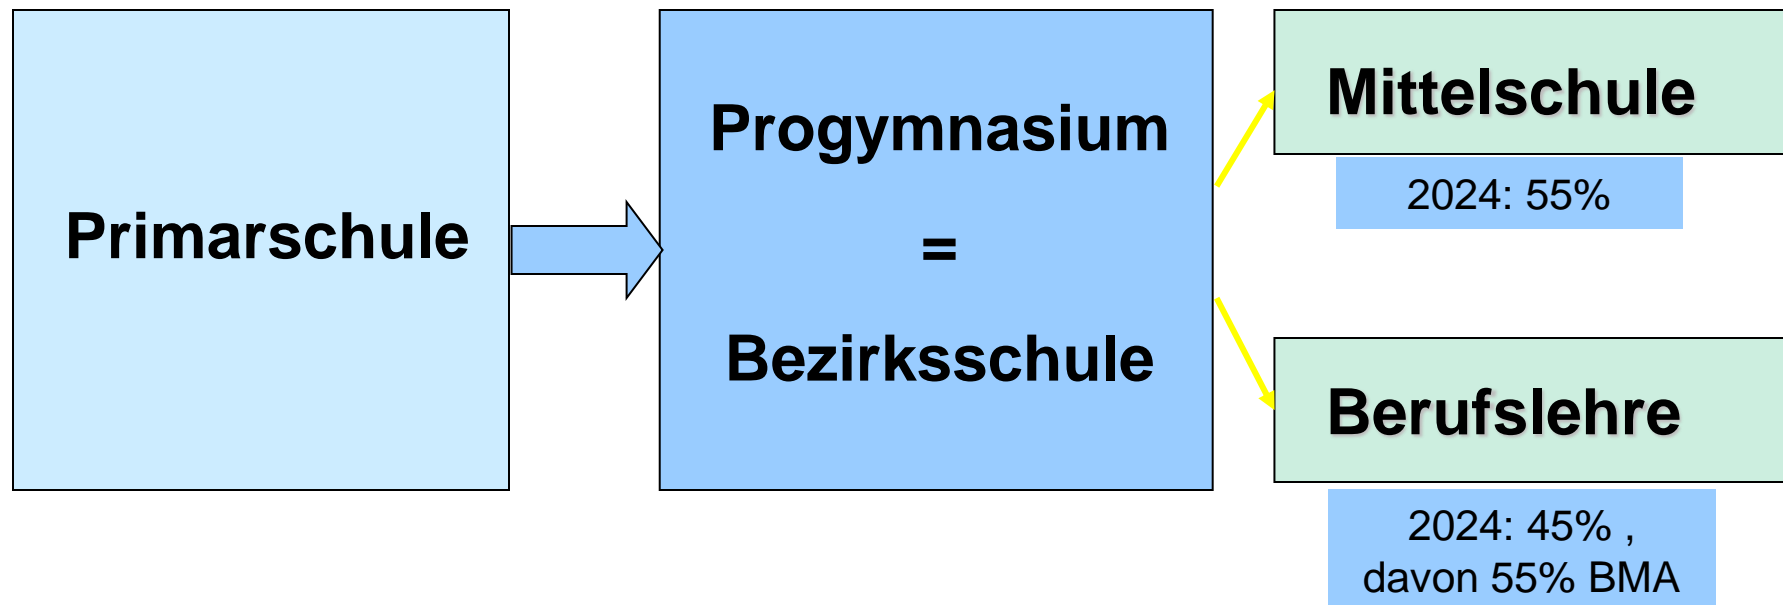 Primarschule
Progymnasium
=
Bezirksschule
Mittelschule
2024: 55%
Berufslehre
2024: 45% ,
davon 55% BMA